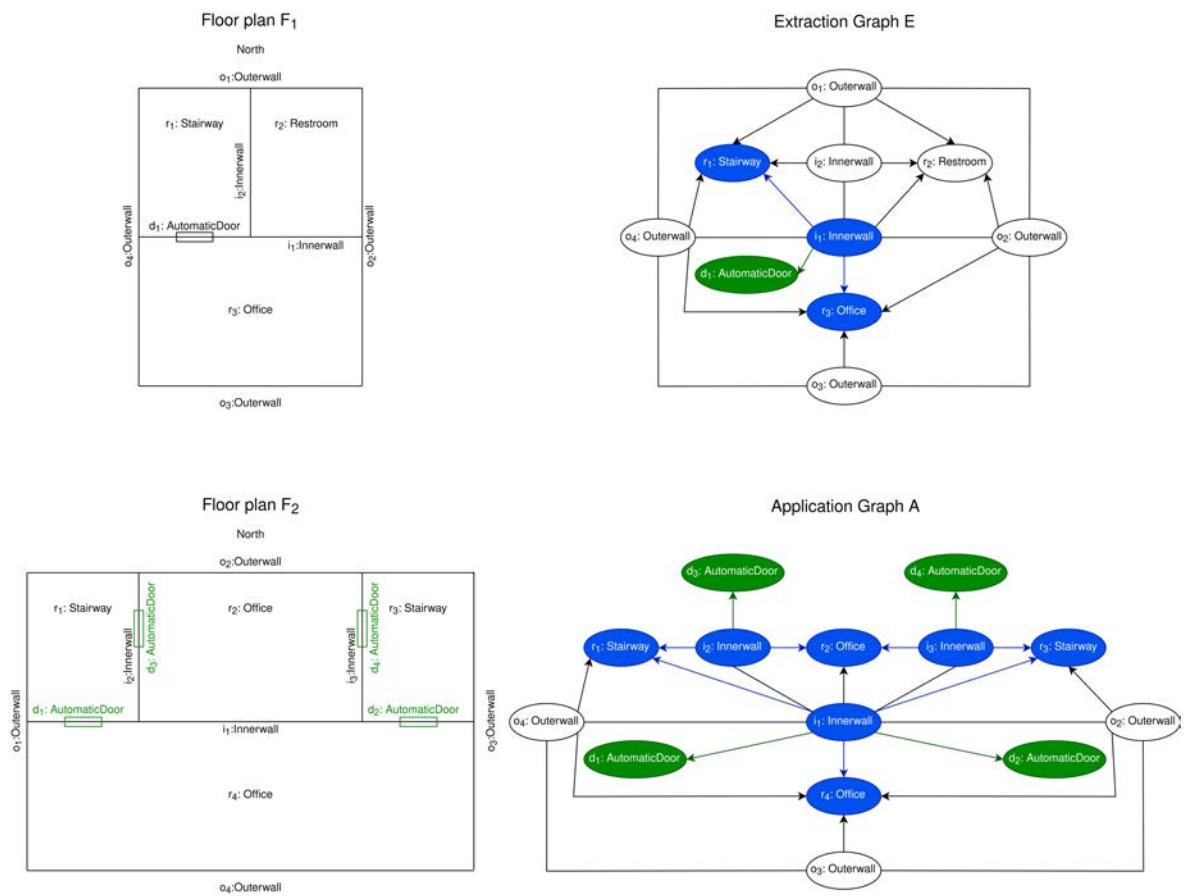 Floor plan F₁
North
o₁:Outerwall
r₁: Stairway
r₂: Restroom
i₂:Innerwall
d₁: AutomaticDoor
i₁:Innerwall
o₄:Outerwall
o₂:Outerwall
r₃: Office
o₃:Outerwall
Extraction Graph E
o₁: Outerwall
r₁: Stairway
i₂: Innerwall
r₂: Restroom
o₄: Outerwall
i₁: Innerwall
o₂: Outerwall
d₁: AutomaticDoor
r₃: Office
o₃: Outerwall
Floor plan F₂
North
o₂:Outerwall
r₁: Stairway
r₂: Office
r₃: Stairway
d₃: AutomaticDoor
i₂:Innerwall
d₄: AutomaticDoor
i₃:Innerwall
d₁: AutomaticDoor
d₂: AutomaticDoor
i₁:Innerwall
o₁:Outerwall
o₃:Outerwall
r₄: Office
o₄:Outerwall
Application Graph A
d₃: AutomaticDoor
d₄: AutomaticDoor
r₁: Stairway
i₂: Innerwall
r₂: Office
i₃: Innerwall
r₃: Stairway
o₄: Outerwall
i₁: Innerwall
o₂: Outerwall
d₁: AutomaticDoor
d₂: AutomaticDoor
r₄: Office
o₃: Outerwall